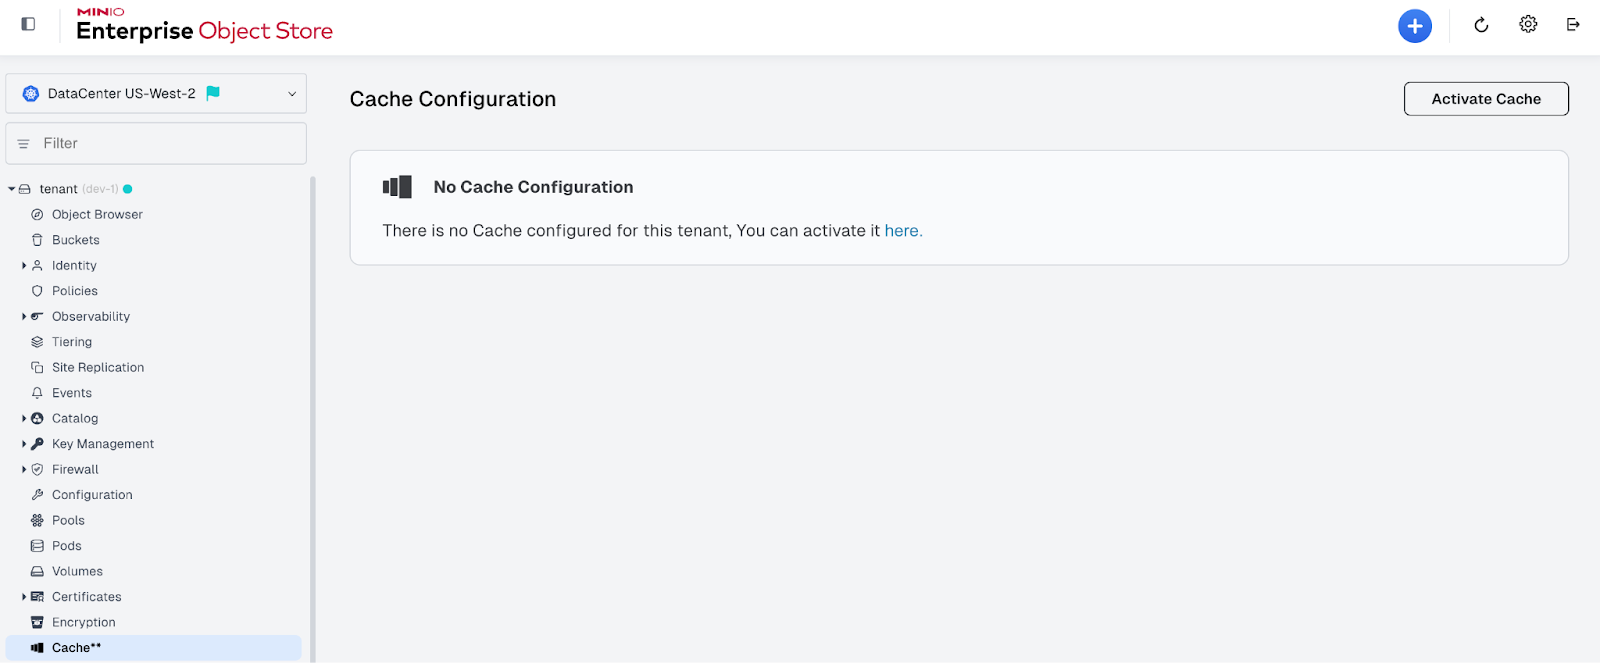 MINIO
Enterprise Object Store
DataCenter US-West-2
Filter
tenant (dev-1)
Object Browser
Buckets
Identity
Policies
Observability
Tiering
Site Replication
Events
Catalog
Key Management
Firewall
Configuration
Pools
Pods
Volumes
Certificates
Encryption
Cache**
Cache Configuration
Activate Cache
No Cache Configuration
There is no Cache configured for this tenant, You can activate it here.